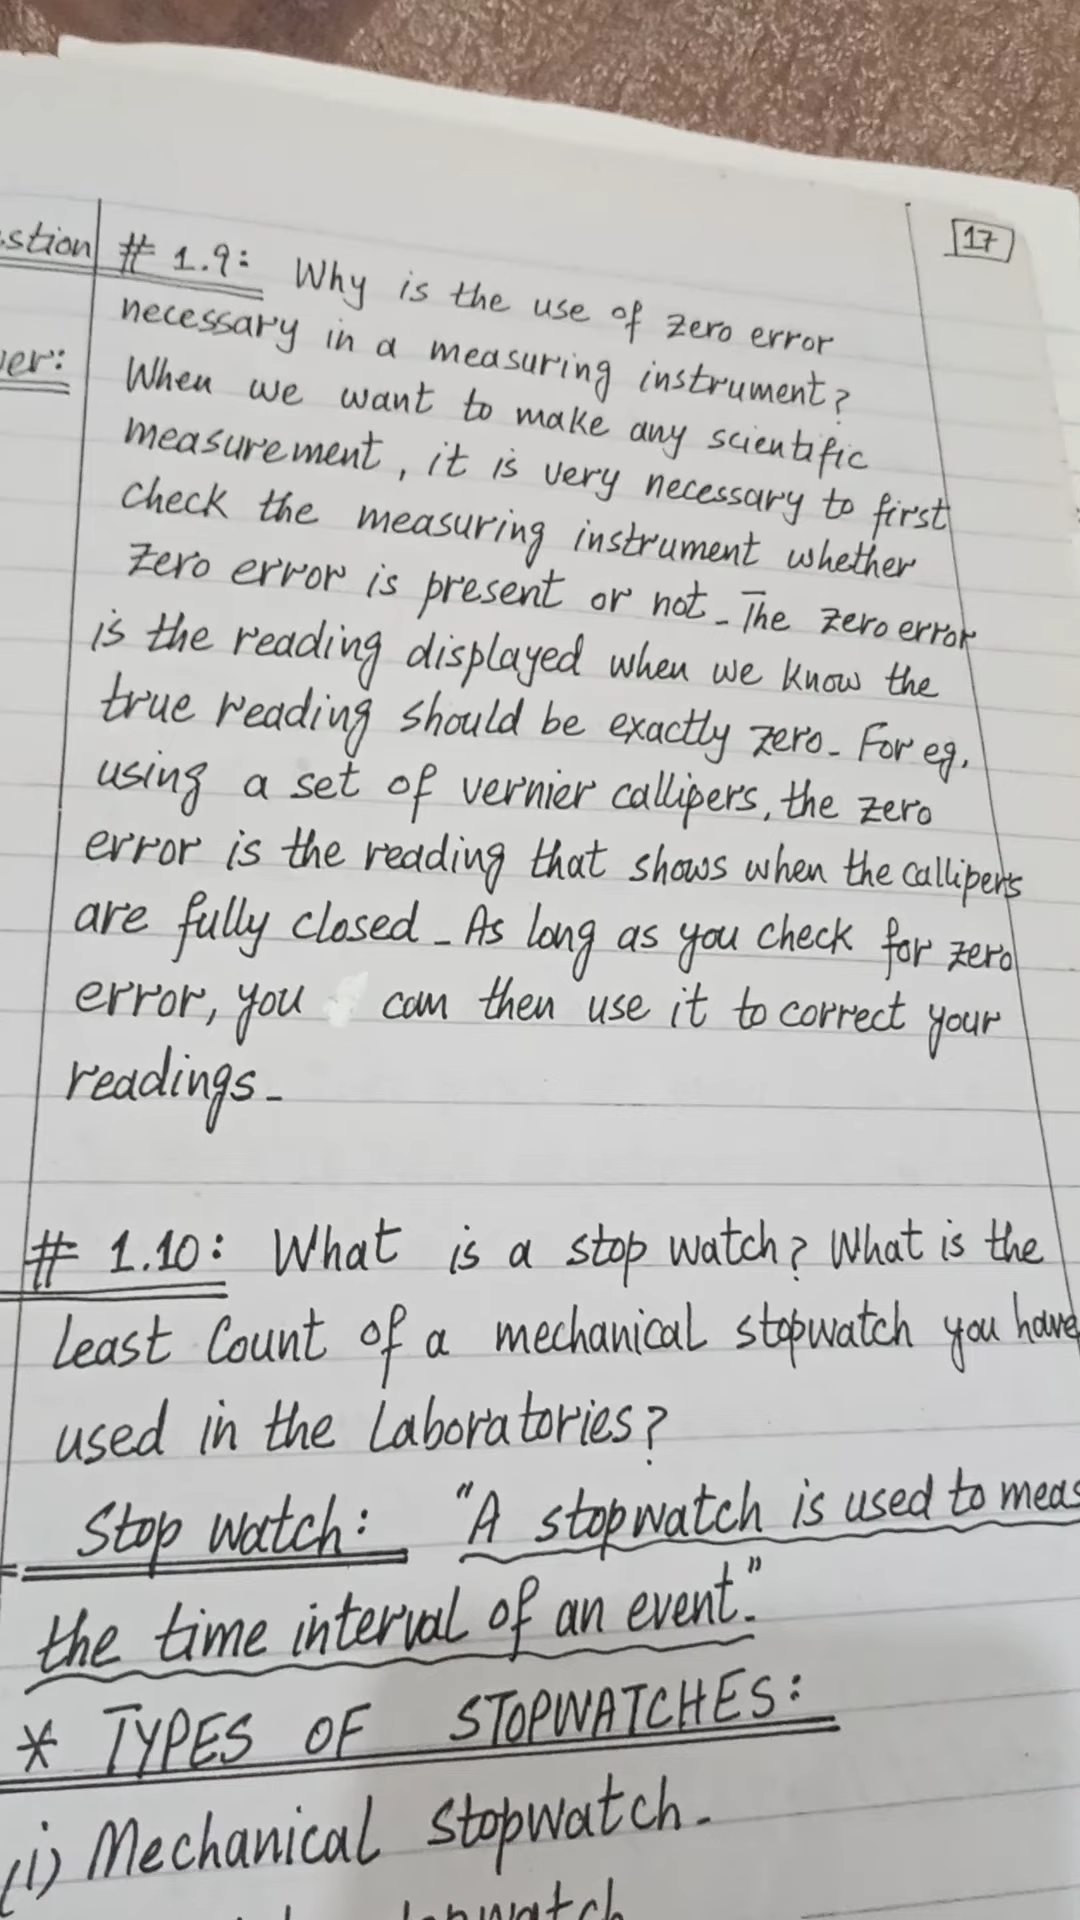 17
# 1.9: Why is the use of zero error
necessary in a measuring instrument?
When we want to make any scientific
measurement, it is very necessary to first
check the measuring instrument whether
zero error is present or not. The zero error
is the reading displayed when we know the
true reading should be exactly zero. For eg.
using a set of vernier callipers, the zero
error is the reading that shows when the callipers
are fully closed. As long as you check for zero
error, you can then use it to correct your
readings.
# 1.10: What is a stop watch? What is the
Least Count of a mechanical stopwatch you have
used in the Laboratories?
Stop watch: "A stopwatch is used to meas
the time interval of an event."
* TYPES OF STOPWATCHES:
(i) Mechanical stopwatch.